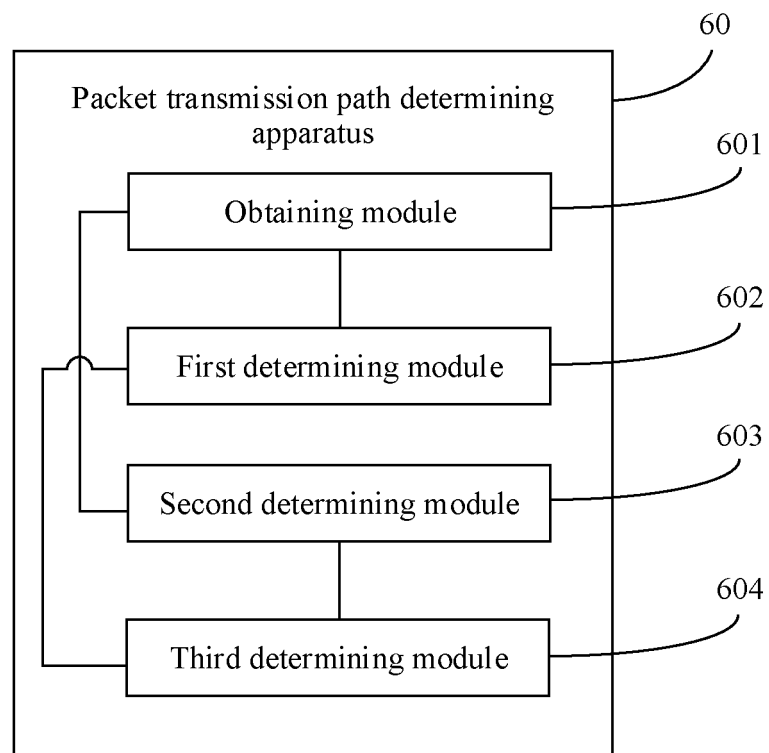 60
Packet transmission path determining
apparatus
601
Obtaining module
602
First determining module
603
Second determining module
604
Third determining module